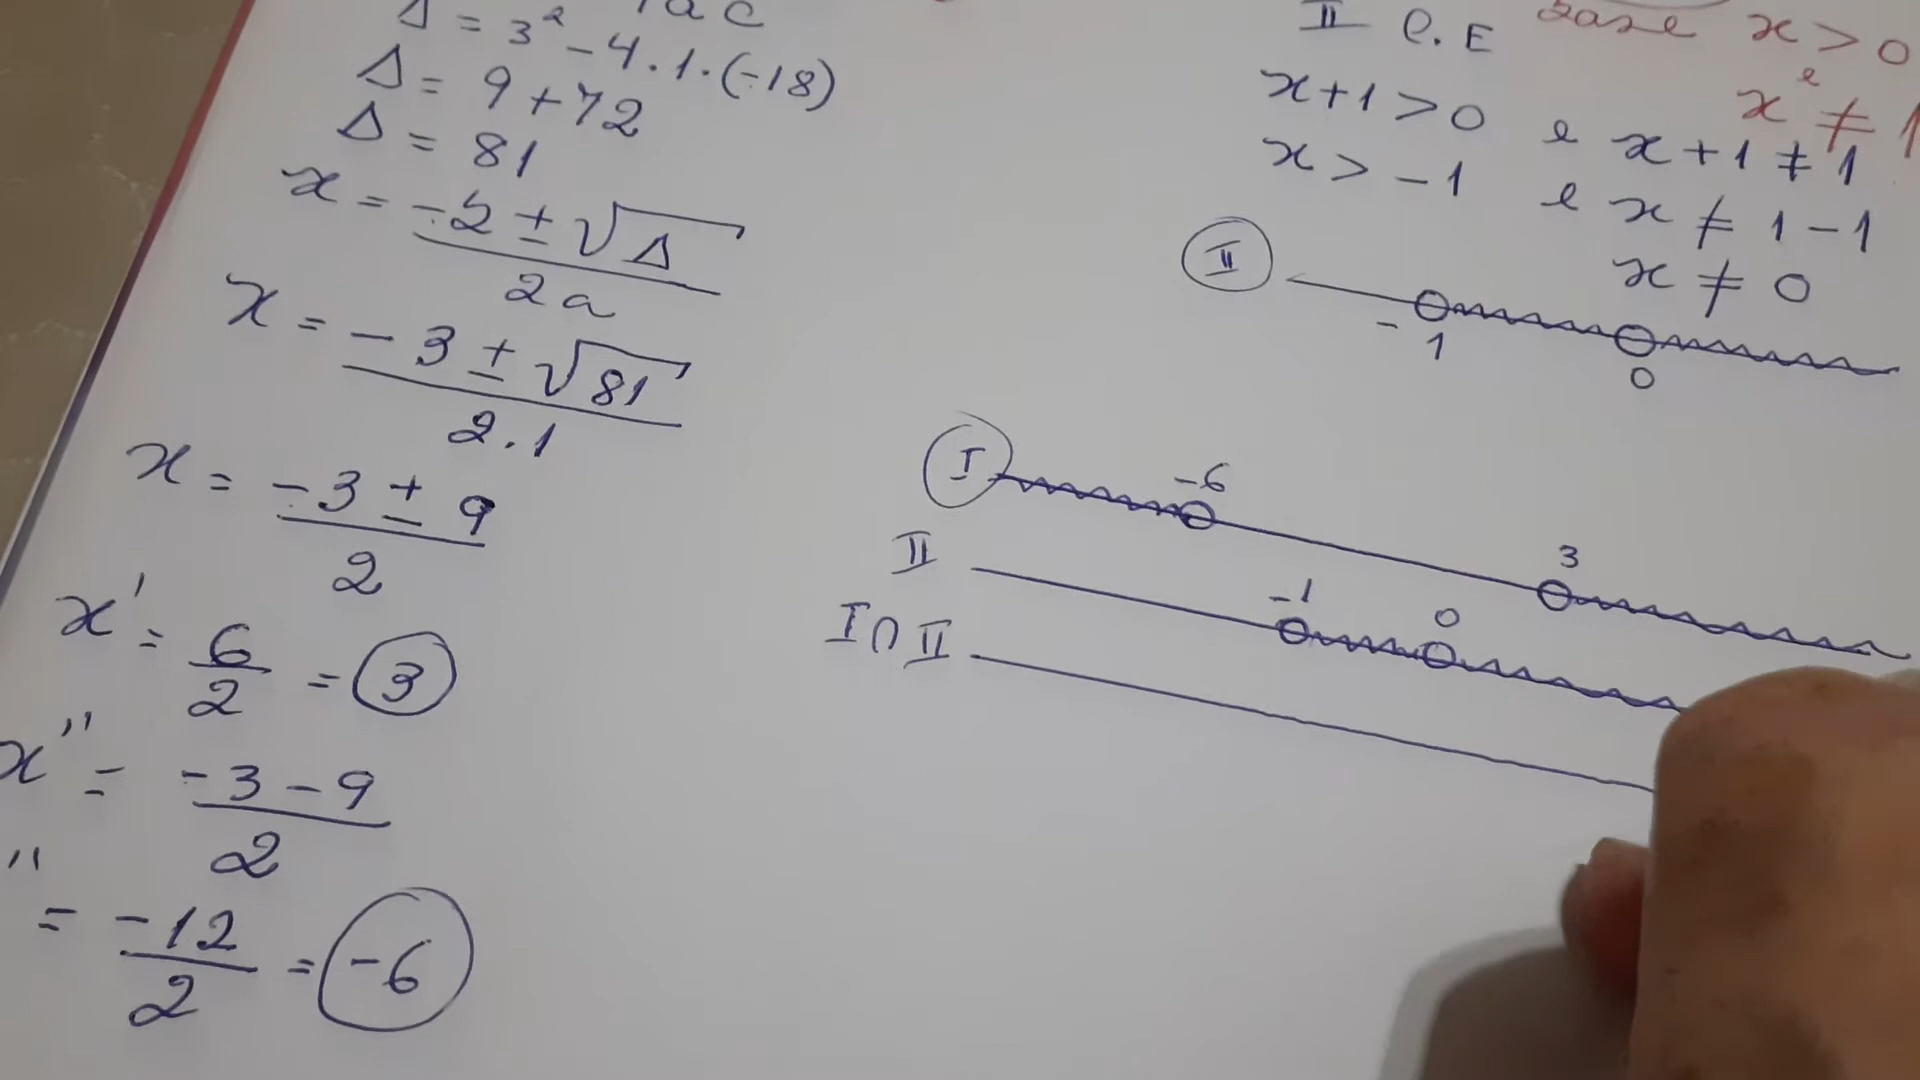 Δ = 3² - 4 . 1 . (-18)
Δ = 9 + 72
Δ = 81
x = -b ± √Δ
2a
x = -3 ± √81
2 . 1
x = -3 ± 9
2
x' = 6
2
= 3
x'' = -3 - 9
2
'' = -12
2
= -6
II C.E base x > 0
e
x ≠ 1
x+1 > 0 e x + 1 ≠ 1
x > -1 e x ≠ 1 - 1
x ≠ 0
II
-1
0
I
-6
3
II
-1
0
I∩II